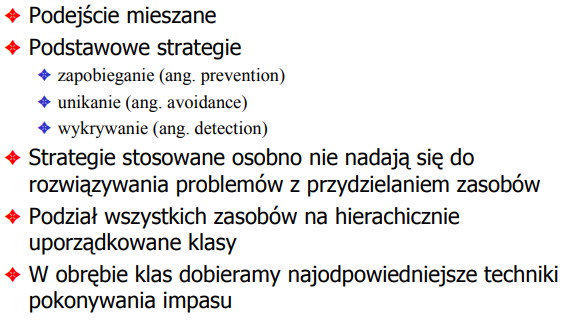 Podejście mieszane
Podstawowe strategie
zapobieganie (ang. prevention)
unikanie (ang. avoidance)
wykrywanie (ang. detection)
Strategie stosowane osobno nie nadają się do
rozwiązywania problemów z przydzielaniem zasobów
Podział wszystkich zasobów na hierachicznie
uporządkowane klasy
W obrębie klas dobieramy najodpowiedniejsze techniki
pokonywania impasu